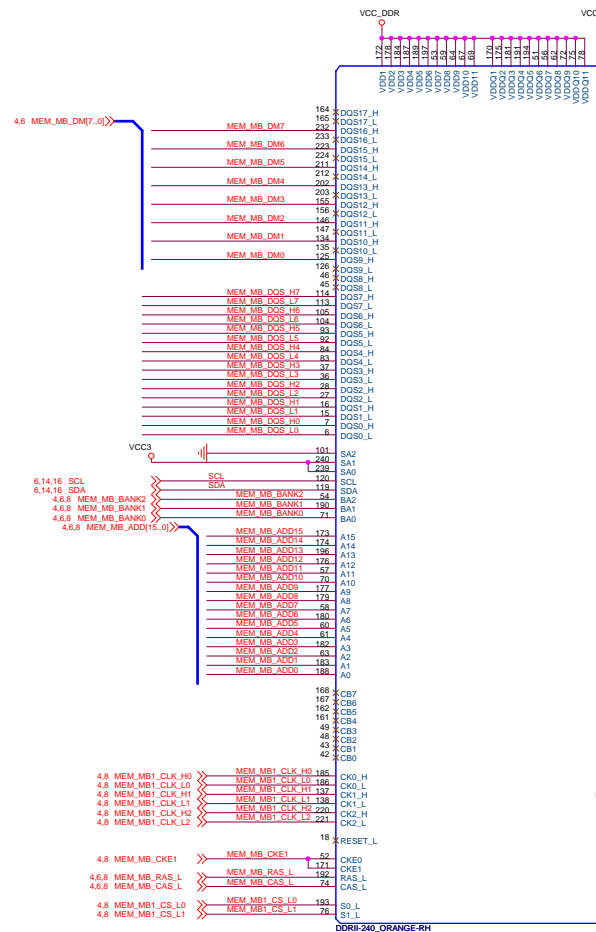 VCC_DDR
VCC
172 178 184 187 189 197 53 59 64 67 69 170 175 181 191 194 51 56 62 72 75 78
VDD1 VDD2 VDD3 VDD4 VDD5 VDD6 VDD7 VDD8 VDD9 VDD10 VDD11 VDDQ1 VDDQ2 VDDQ3 VDDQ4 VDDQ5 VDDQ6 VDDQ7 VDDQ8 VDDQ9 VDDQ10 VDDQ11
164 DQS17_H
4,6 MEM_MB_DM[7..0]
165 DQS17_L
MEM_MB_DM7 232 DQS16_H
233 DQS16_L
MEM_MB_DM6 223 DQS15_H
224 DQS15_L
MEM_MB_DM5 211 DQS14_H
212 DQS14_L
MEM_MB_DM4 202 DQS13_H
203 DQS13_L
MEM_MB_DM3 155 DQS12_H
156 DQS12_L
MEM_MB_DM2 146 DQS11_H
147 DQS11_L
MEM_MB_DM1 134 DQS10_H
135 DQS10_L
MEM_MB_DM0 125 DQS9_H
126 DQS9_L
46 DQS8_H
45 DQS8_L
MEM_MB_DQS_H7 114 DQS7_H
MEM_MB_DQS_L7 113 DQS7_L
MEM_MB_DQS_H6 105 DQS6_H
MEM_MB_DQS_L6 104 DQS6_L
MEM_MB_DQS_H5 93 DQS5_H
MEM_MB_DQS_L5 92 DQS5_L
MEM_MB_DQS_H4 84 DQS4_H
MEM_MB_DQS_L4 83 DQS4_L
MEM_MB_DQS_H3 37 DQS3_H
MEM_MB_DQS_L3 36 DQS3_L
MEM_MB_DQS_H2 28 DQS2_H
MEM_MB_DQS_L2 27 DQS2_L
MEM_MB_DQS_H1 16 DQS1_H
MEM_MB_DQS_L1 15 DQS1_L
MEM_MB_DQS_H0 7 DQS0_H
MEM_MB_DQS_L0 6 DQS0_L
VCC3
101 SA2
240 SA1
239 SA0
6,14,16 SCL SCL 120 SCL
6,14,16 SDA SDA 119 SDA
4,6,8 MEM_MB_BANK2 MEM_MB_BANK2 54 BA2
4,6,8 MEM_MB_BANK1 MEM_MB_BANK1 190 BA1
4,6,8 MEM_MB_BANK0 MEM_MB_BANK0 71 BA0
4,6,8 MEM_MB_ADD[15..0]
MEM_MB_ADD15 173 A15
MEM_MB_ADD14 174 A14
MEM_MB_ADD13 196 A13
MEM_MB_ADD12 176 A12
MEM_MB_ADD11 57 A11
MEM_MB_ADD10 70 A10
MEM_MB_ADD9 177 A9
MEM_MB_ADD8 179 A8
MEM_MB_ADD7 58 A7
MEM_MB_ADD6 180 A6
MEM_MB_ADD5 60 A5
MEM_MB_ADD4 61 A4
MEM_MB_ADD3 182 A3
MEM_MB_ADD2 63 A2
MEM_MB_ADD1 183 A1
MEM_MB_ADD0 188 A0
168 CB7
167 CB6
162 CB5
161 CB4
49 CB3
48 CB2
43 CB1
42 CB0
4,8 MEM_MB1_CLK_H0 MEM_MB1_CLK_H0 185 CK0_H
4,8 MEM_MB1_CLK_L0 MEM_MB1_CLK_L0 186 CK0_L
4,8 MEM_MB1_CLK_H1 MEM_MB1_CLK_H1 137 CK1_H
4,8 MEM_MB1_CLK_L1 MEM_MB1_CLK_L1 138 CK1_L
4,8 MEM_MB1_CLK_H2 MEM_MB1_CLK_H2 220 CK2_H
4,8 MEM_MB1_CLK_L2 MEM_MB1_CLK_L2 221 CK2_L
18 RESET_L
4,8 MEM_MB_CKE1 MEM_MB_CKE1 52 CKE0
171 CKE1
4,6,8 MEM_MB_RAS_L MEM_MB_RAS_L 192 RAS_L
4,6,8 MEM_MB_CAS_L MEM_MB_CAS_L 74 CAS_L
4,8 MEM_MB1_CS_L0 MEM_MB1_CS_L0 193 S0_L
4,8 MEM_MB1_CS_L1 MEM_MB1_CS_L1 76 S1_L
DDRII-240_ORANGE-RH